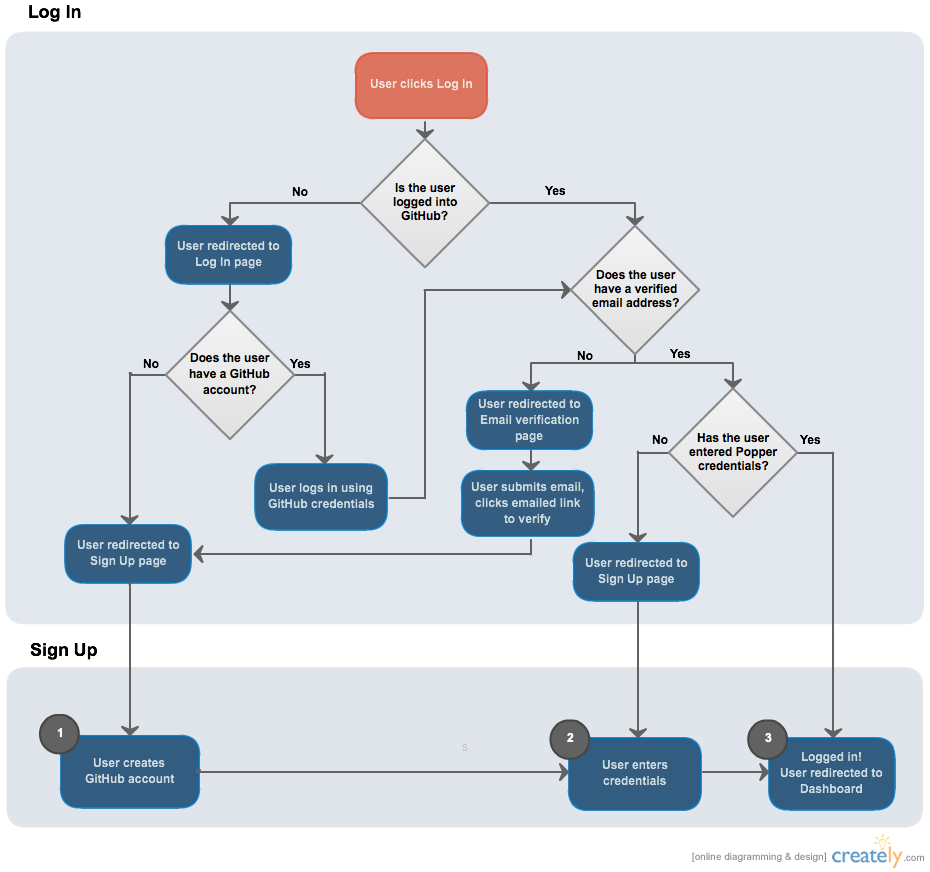 Log In
User clicks Log In
Is the user
logged into
GitHub?
No
Yes
User redirected to
Log In page
Does the user
have a verified
email address?
Does the user
have a GitHub
account?
No
Yes
No
Yes
User redirected to
Email verification
page
Has the user
entered Popper
credentials?
No
Yes
User logs in using
GitHub credentials
User submits email,
clicks emailed link
to verify
User redirected to
Sign Up page
User redirected to
Sign Up page
Sign Up
1
User creates
GitHub account
s
2
User enters
credentials
3
Logged in!
User redirected to
Dashboard
[online diagramming & design] creately.com